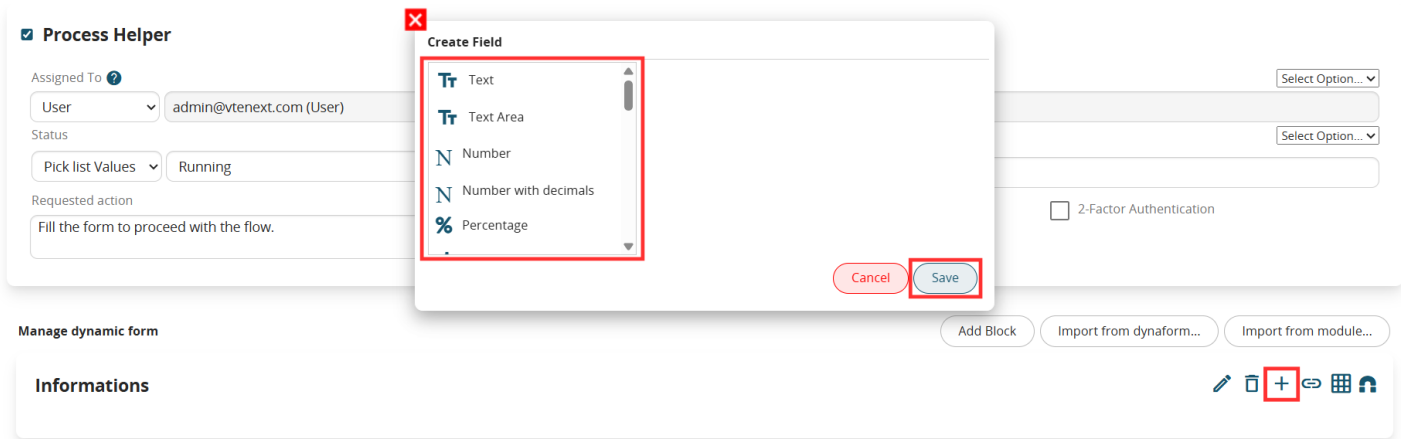 Process Helper
Assigned To ?
Select Option...
User
admin@vtenext.com (User)
Status
Select Option...
Pick list Values
Running
Requested action
Fill the form to proceed with the flow.
2-Factor Authentication
Create Field
Text
Text Area
N Number
N Number with decimals
% Percentage
Cancel
Save
Manage dynamic form
Add Block
Import from dynaform...
Import from module...
Informations